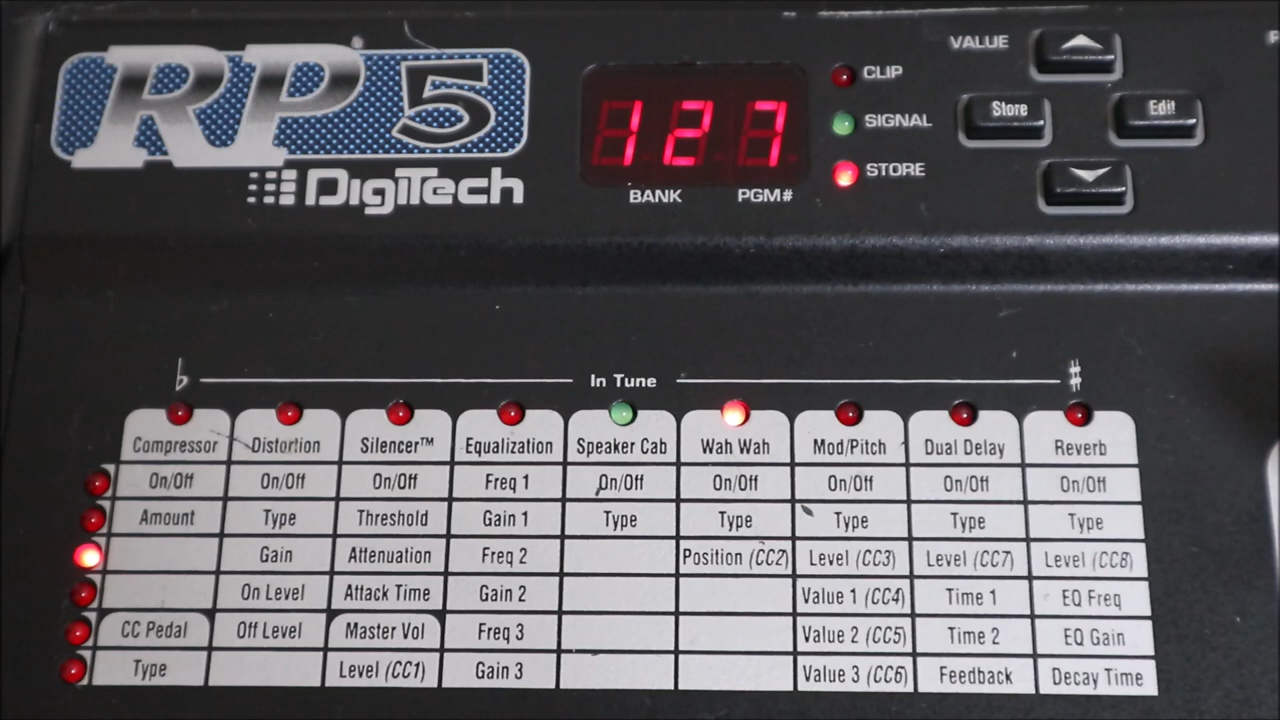 RP 5
DigiTech
127
BANK PGM#
CLIP
SIGNAL
STORE
VALUE
Store
Edit
♭ In Tune ♯
Compressor Distortion Silencer™ Equalization Speaker Cab Wah Wah Mod/Pitch Dual Delay Reverb
On/Off On/Off On/Off Freq 1 On/Off On/Off On/Off On/Off On/Off
Amount Type Threshold Gain 1 Type Type Type Type Type
Gain Attenuation Freq 2 Position (CC2) Level (CC3) Level (CC7) Level (CC8)
On Level Attack Time Gain 2 Value 1 (CC4) Time 1 EQ Freq
CC Pedal Off Level Master Vol Freq 3 Value 2 (CC5) Time 2 EQ Gain
Type Level (CC1) Gain 3 Value 3 (CC6) Feedback Decay Time